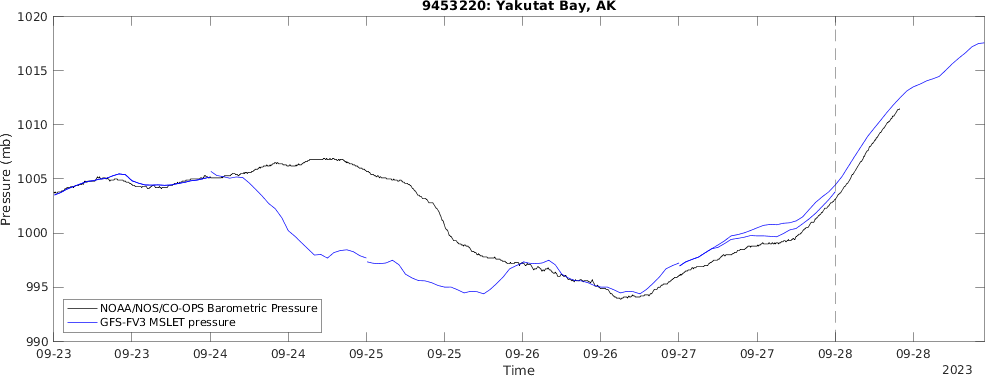 9453220: Yakutat Bay, AK
Pressure (mb)
1020
1015
1010
1005
1000
995
990
NOAA/NOS/CO-OPS Barometric Pressure
GFS-FV3 MSLET pressure
09-23 09-23 09-24 09-24 09-25 09-25 09-26 09-26 09-27 09-27 09-28 09-28
Time
2023